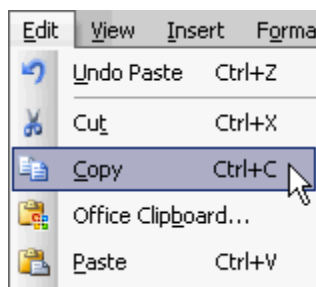 Edit View Insert Forma
Undo Paste Ctrl+Z
Cut Ctrl+X
Copy Ctrl+C
Office Clipboard...
Paste Ctrl+V